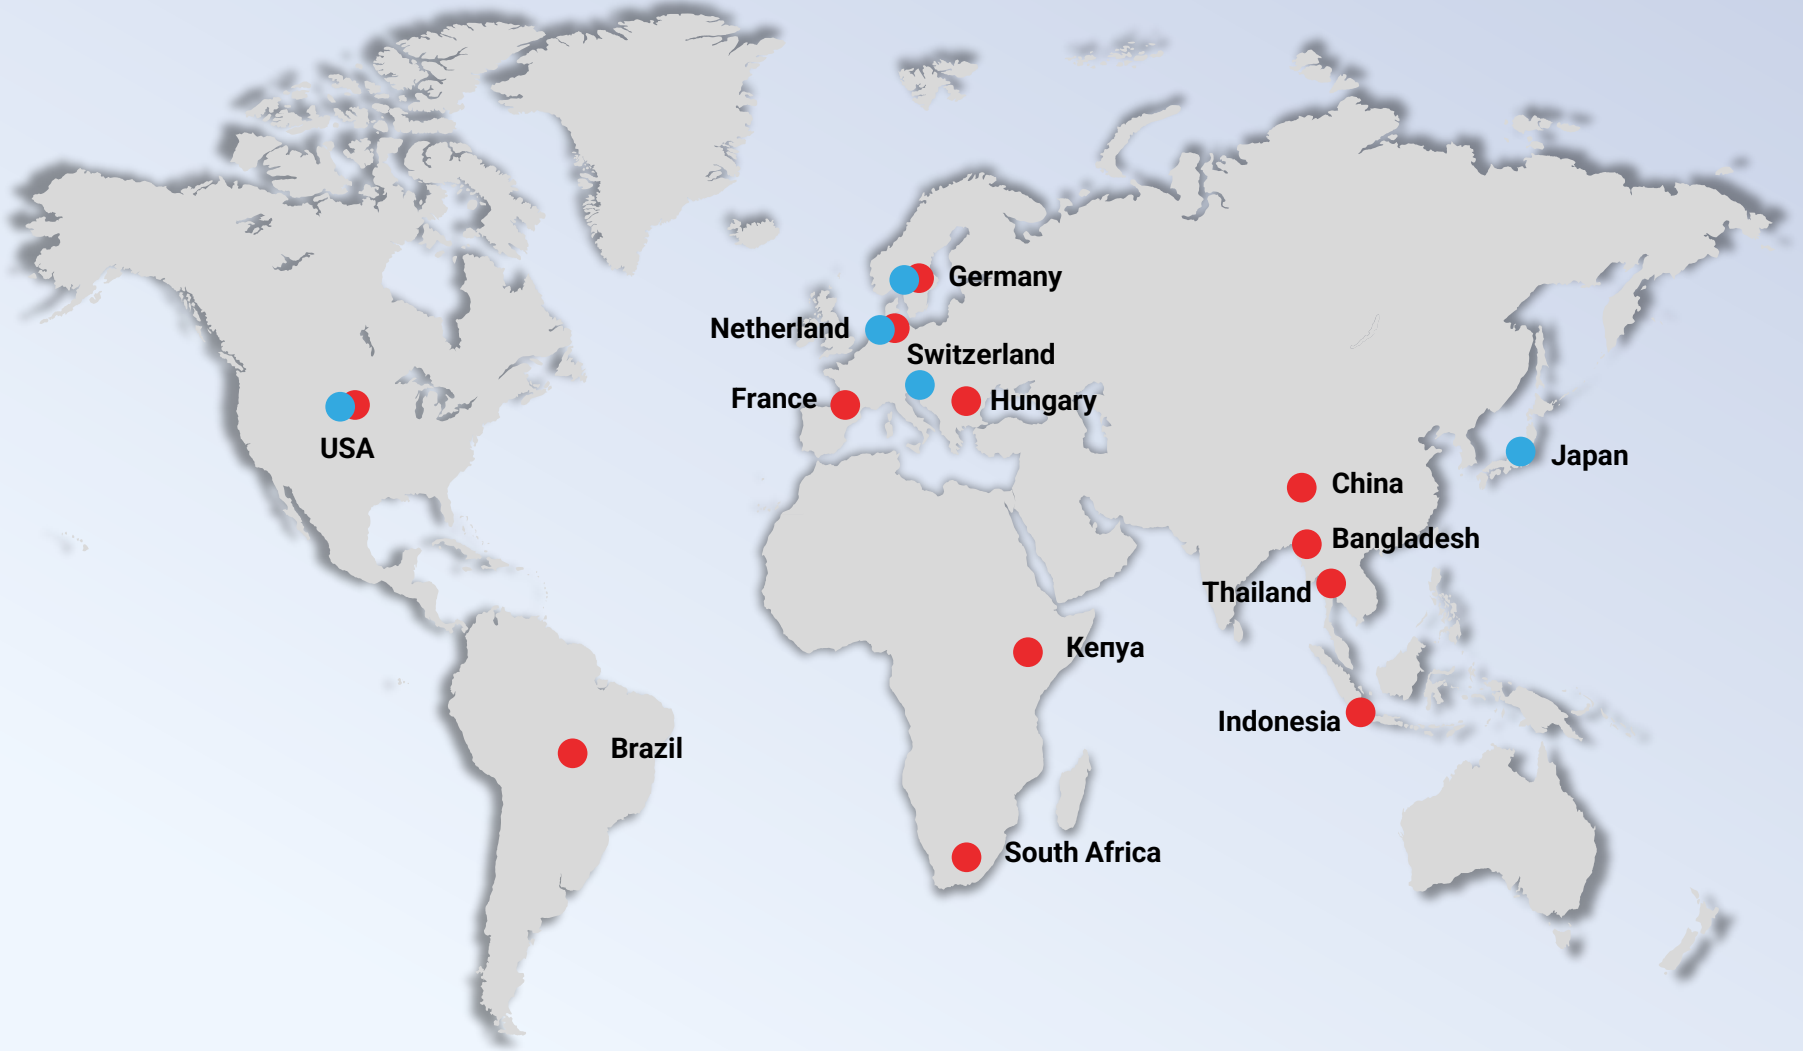 Germany
Netherland
Switzerland
France
Hungary
USA
Japan
China
Bangladesh
Thailand
Kenya
Indonesia
Brazil
South Africa